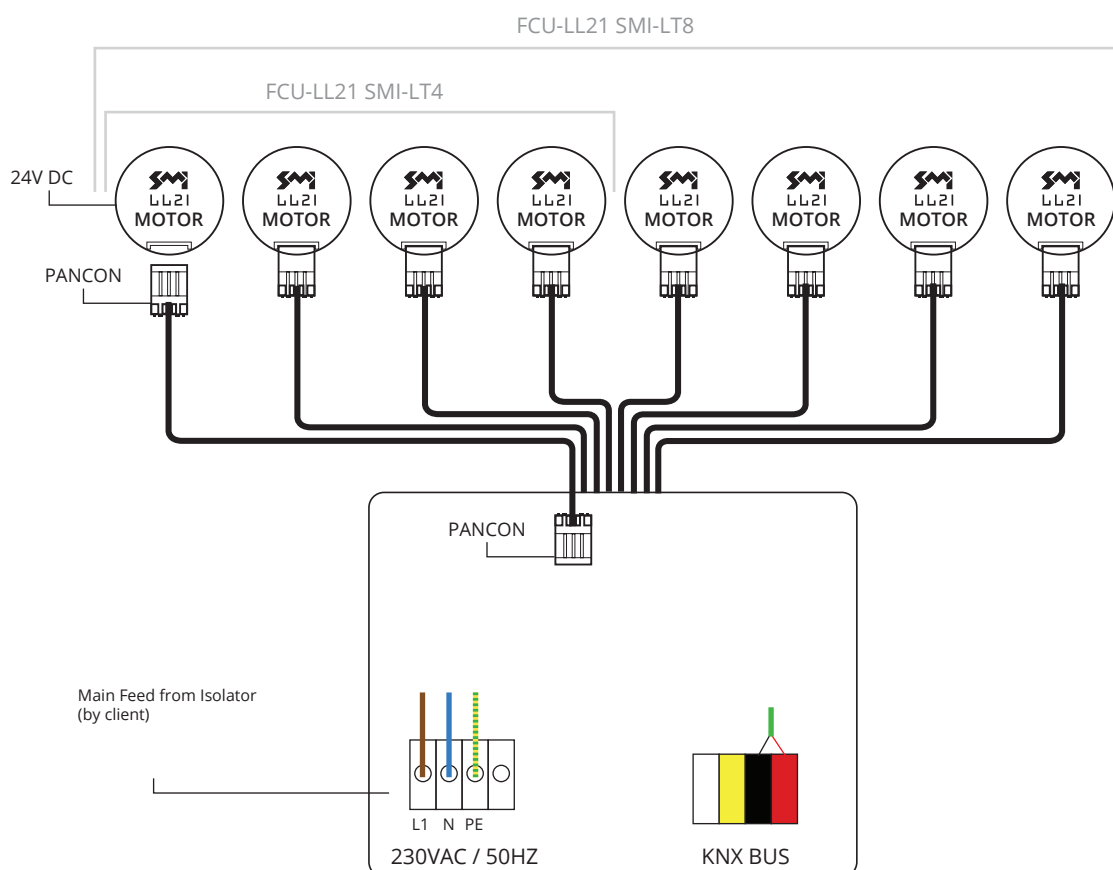 FCU-LL21 SMI-LT8
FCU-LL21 SMI-LT4
24V DC
SMI
LL21
MOTOR
SMI
LL21
MOTOR
SMI
LL21
MOTOR
SMI
LL21
MOTOR
SMI
LL21
MOTOR
SMI
LL21
MOTOR
SMI
LL21
MOTOR
SMI
LL21
MOTOR
PANCON
PANCON
Main Feed from Isolator
(by client)
L1 N PE
230VAC / 50HZ
KNX BUS